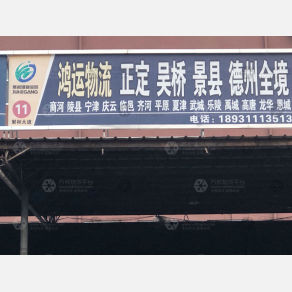 JIUHEGANG
11
鸿运物流 正定 吴桥 景县 德州全境
商河 陵县 宁津 庆云 临邑 齐河 平原 夏津 武城 乐陵 禹城 高唐 龙华 恩城
电话：18931113513